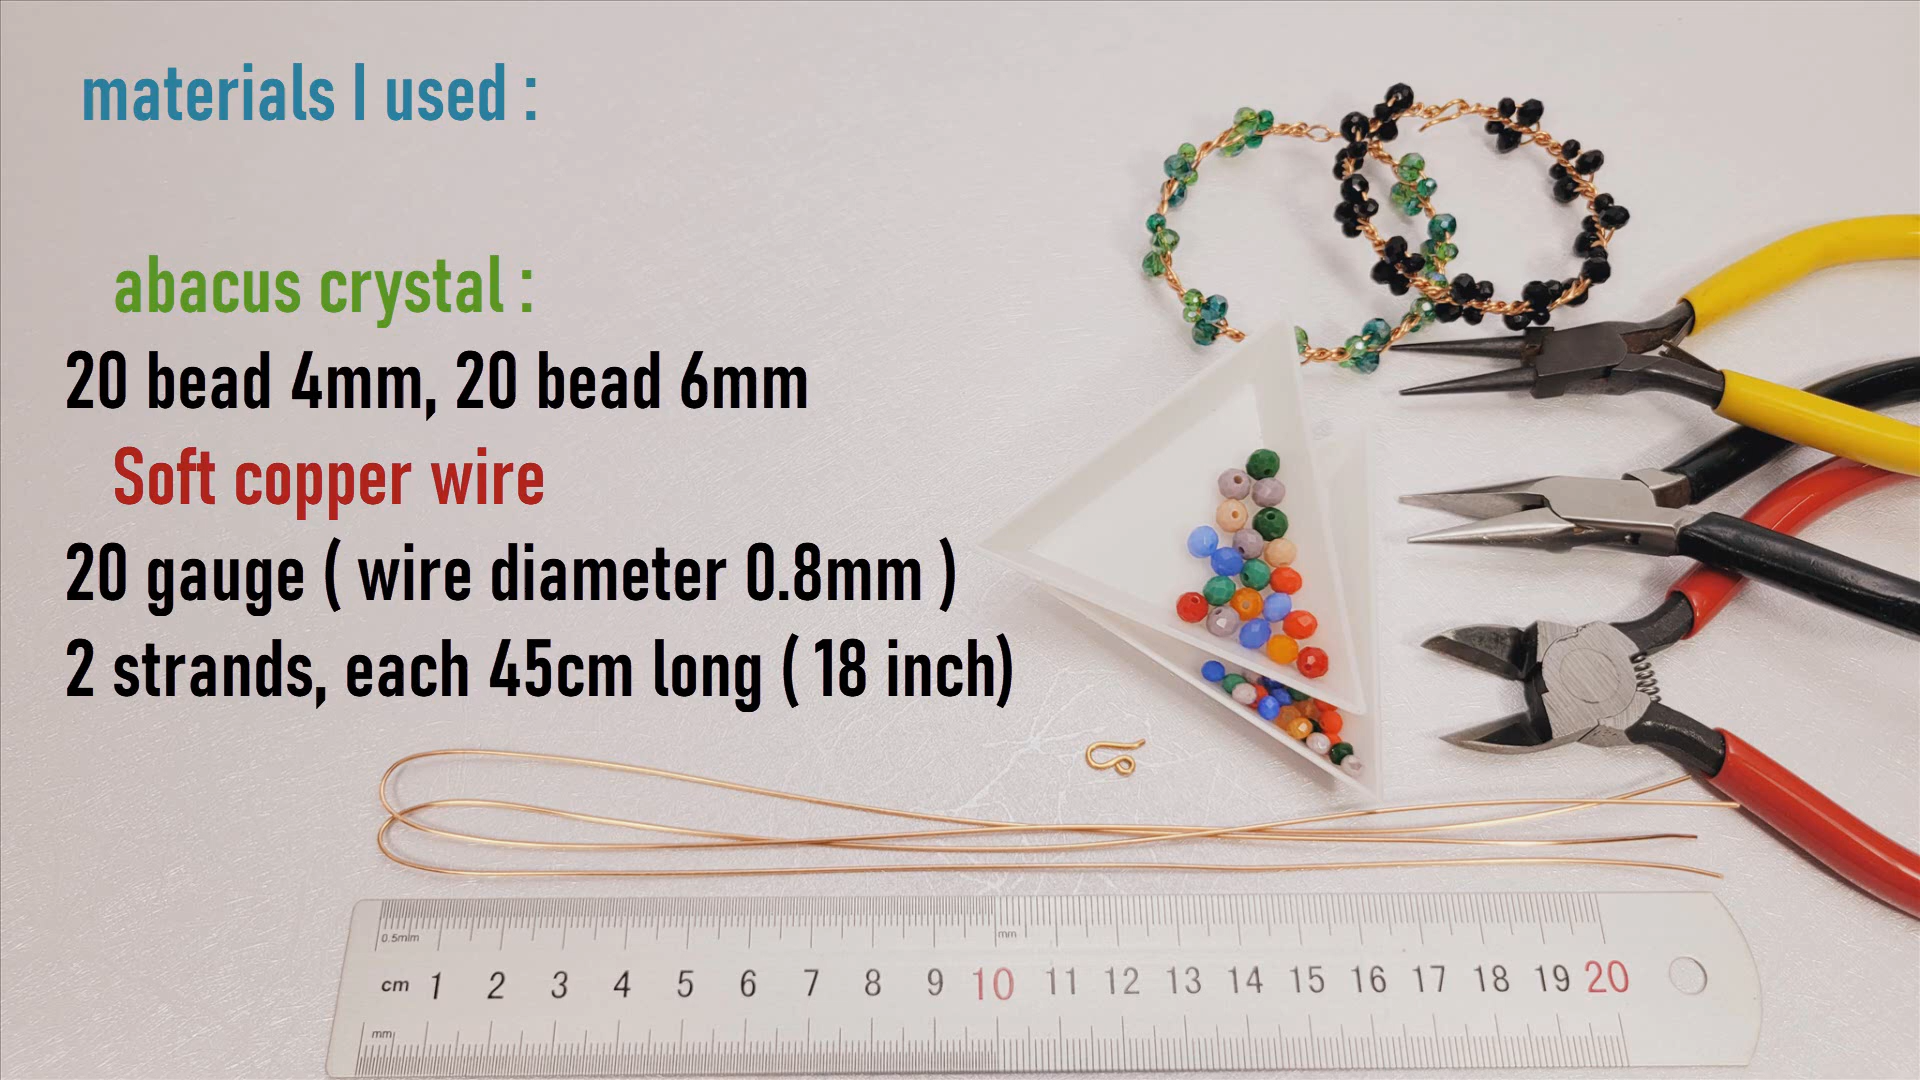 materials I used :
abacus crystal :
20 bead 4mm, 20 bead 6mm
Soft copper wire
20 gauge ( wire diameter 0.8mm )
2 strands, each 45cm long ( 18 inch)
0.5mm
mm
cm 1 2 3 4 5 6 7 8 9 10 11 12 13 14 15 16 17 18 19 20
mm